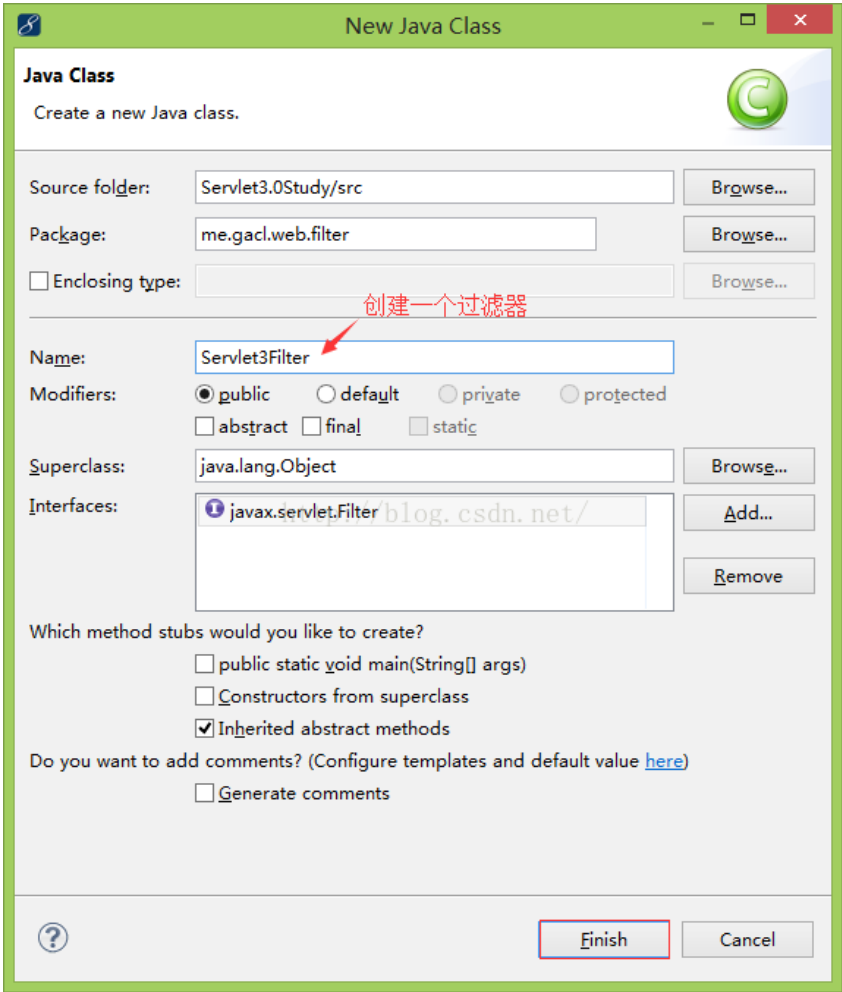 New Java Class
Java Class
Create a new Java class.
Source folder: Servlet3.0Study/src Browse...
Package: me.gacl.web.filter Browse...
Enclosing type: Browse...
创建一个过滤器
Name: Servlet3Filter
Modifiers: public default private protected
abstract final static
Superclass: java.lang.Object Browse...
Interfaces: javax.servlet.Filter Add...
http://blog.csdn.net/
Remove
Which method stubs would you like to create?
public static void main(String[] args)
Constructors from superclass
Inherited abstract methods
Do you want to add comments? (Configure templates and default value here)
Generate comments
? Finish Cancel